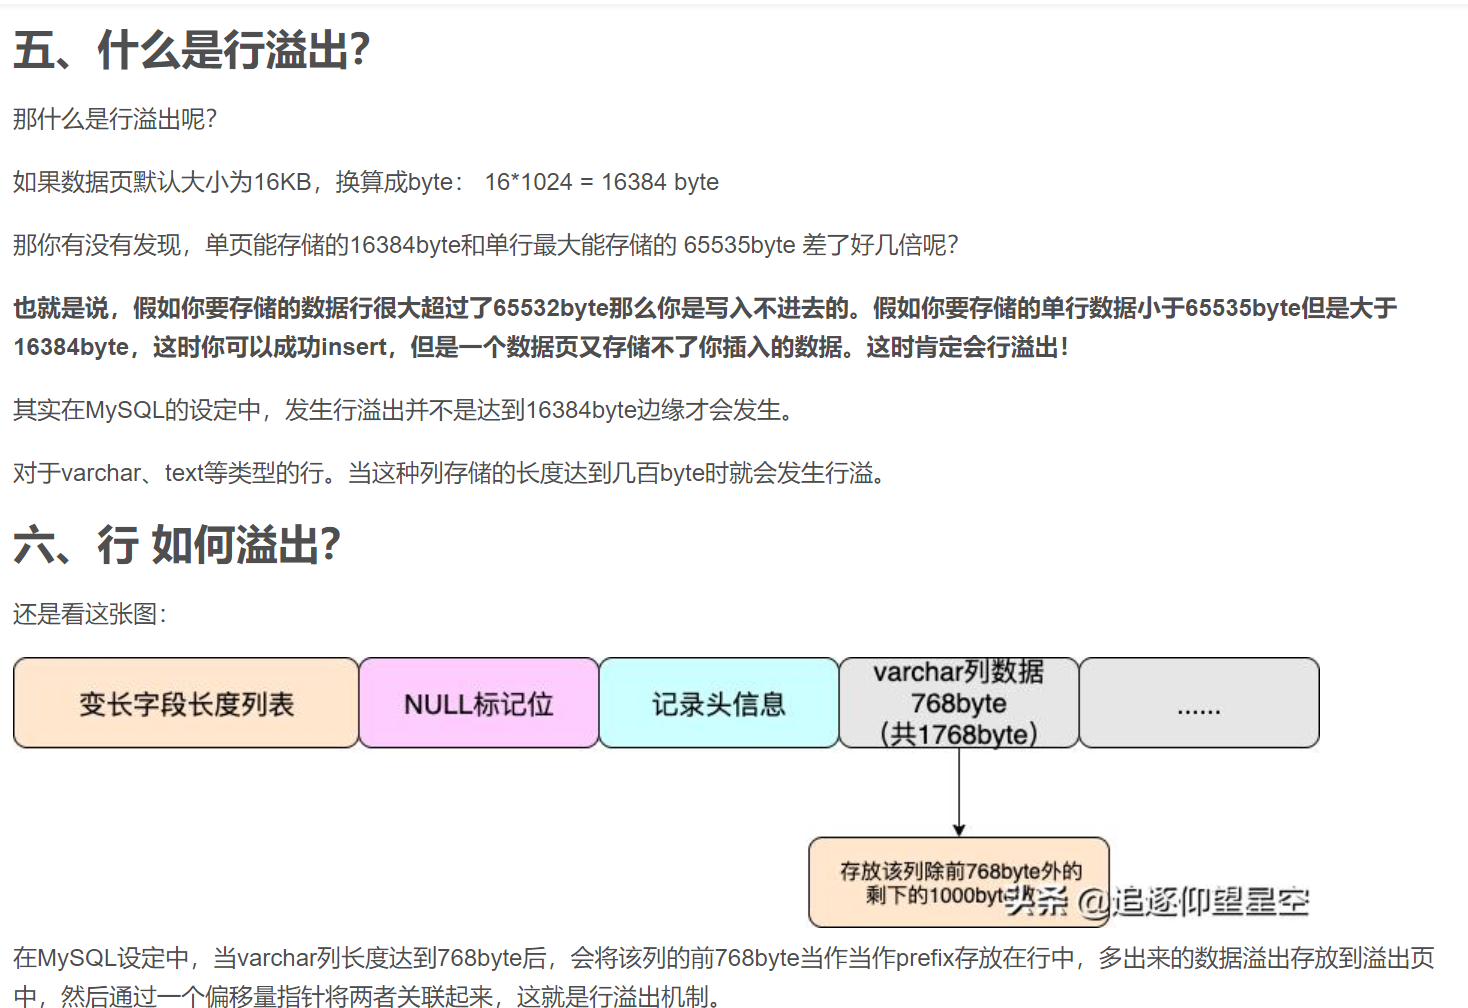 五、什么是行溢出？
那什么是行溢出呢？
如果数据页默认大小为16KB，换算成byte： 16*1024 = 16384 byte
那你有没有发现，单页能存储的16384byte和单行最大能存储的 65535byte 差了好几倍呢？
也就是说，假如你要存储的数据行很大超过了65532byte那么你是写入不进去的。假如你要存储的单行数据小于65535byte但是大于
16384byte，这时你可以成功insert，但是一个数据页又存储不了你插入的数据。这时肯定会行溢出！
其实在MySQL的设定中，发生行溢出并不是达到16384byte边缘才会发生。
对于varchar、text等类型的行。当这种列存储的长度达到几百byte时就会发生行溢。
六、行 如何溢出？
还是看这张图：
变长字段长度列表
NULL标记位
记录头信息
varchar列数据
768byte
（共1768byte）
......
存放该列除前768byte外的
剩下的1000byte
头条 @追逐仰望星空
在MySQL设定中，当varchar列长度达到768byte后，会将该列的前768byte当作当作prefix存放在行中，多出来的数据溢出存放到溢出页
中，然后通过一个偏移量指针将两者关联起来，这就是行溢出机制。